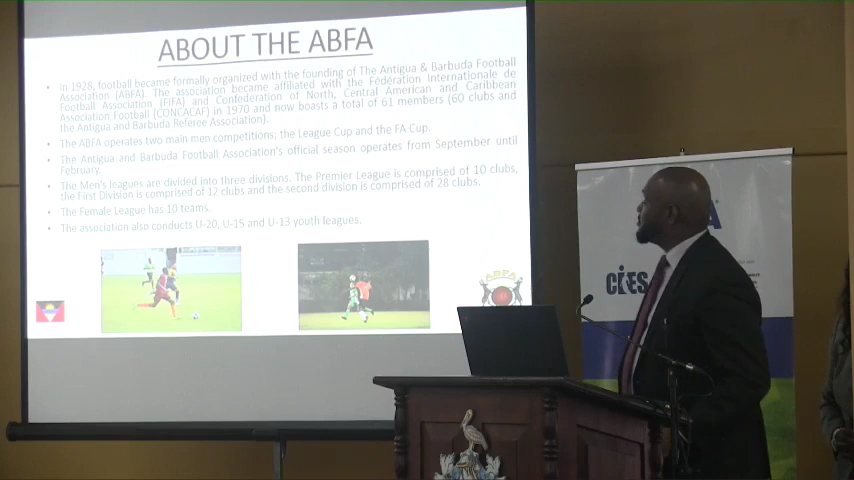 ABOUT THE ABFA
• In 1928, football became formally organized with the founding of The Antigua & Barbuda Football
Association (ABFA). The association became affiliated with the Fédération Internationale de
Football Association (FIFA) and Confederation of North, Central American and Caribbean
Association Football (CONCACAF) in 1970 and now boasts a total of 61 members (60 clubs and
the Antigua and Barbuda Referee Association).
• The ABFA operates two main men competitions; the League Cup and the FA Cup.
• The Antigua and Barbuda Football Association's official season operates from September until
February.
• The Men's leagues are divided into three divisions. The Premier League is comprised of 10 clubs,
the First Division is comprised of 12 clubs and the second division is comprised of 28 clubs.
• The Female League has 10 teams.
• The association also conducts U-20, U-15 and U-13 youth leagues.
ABFA
CIES